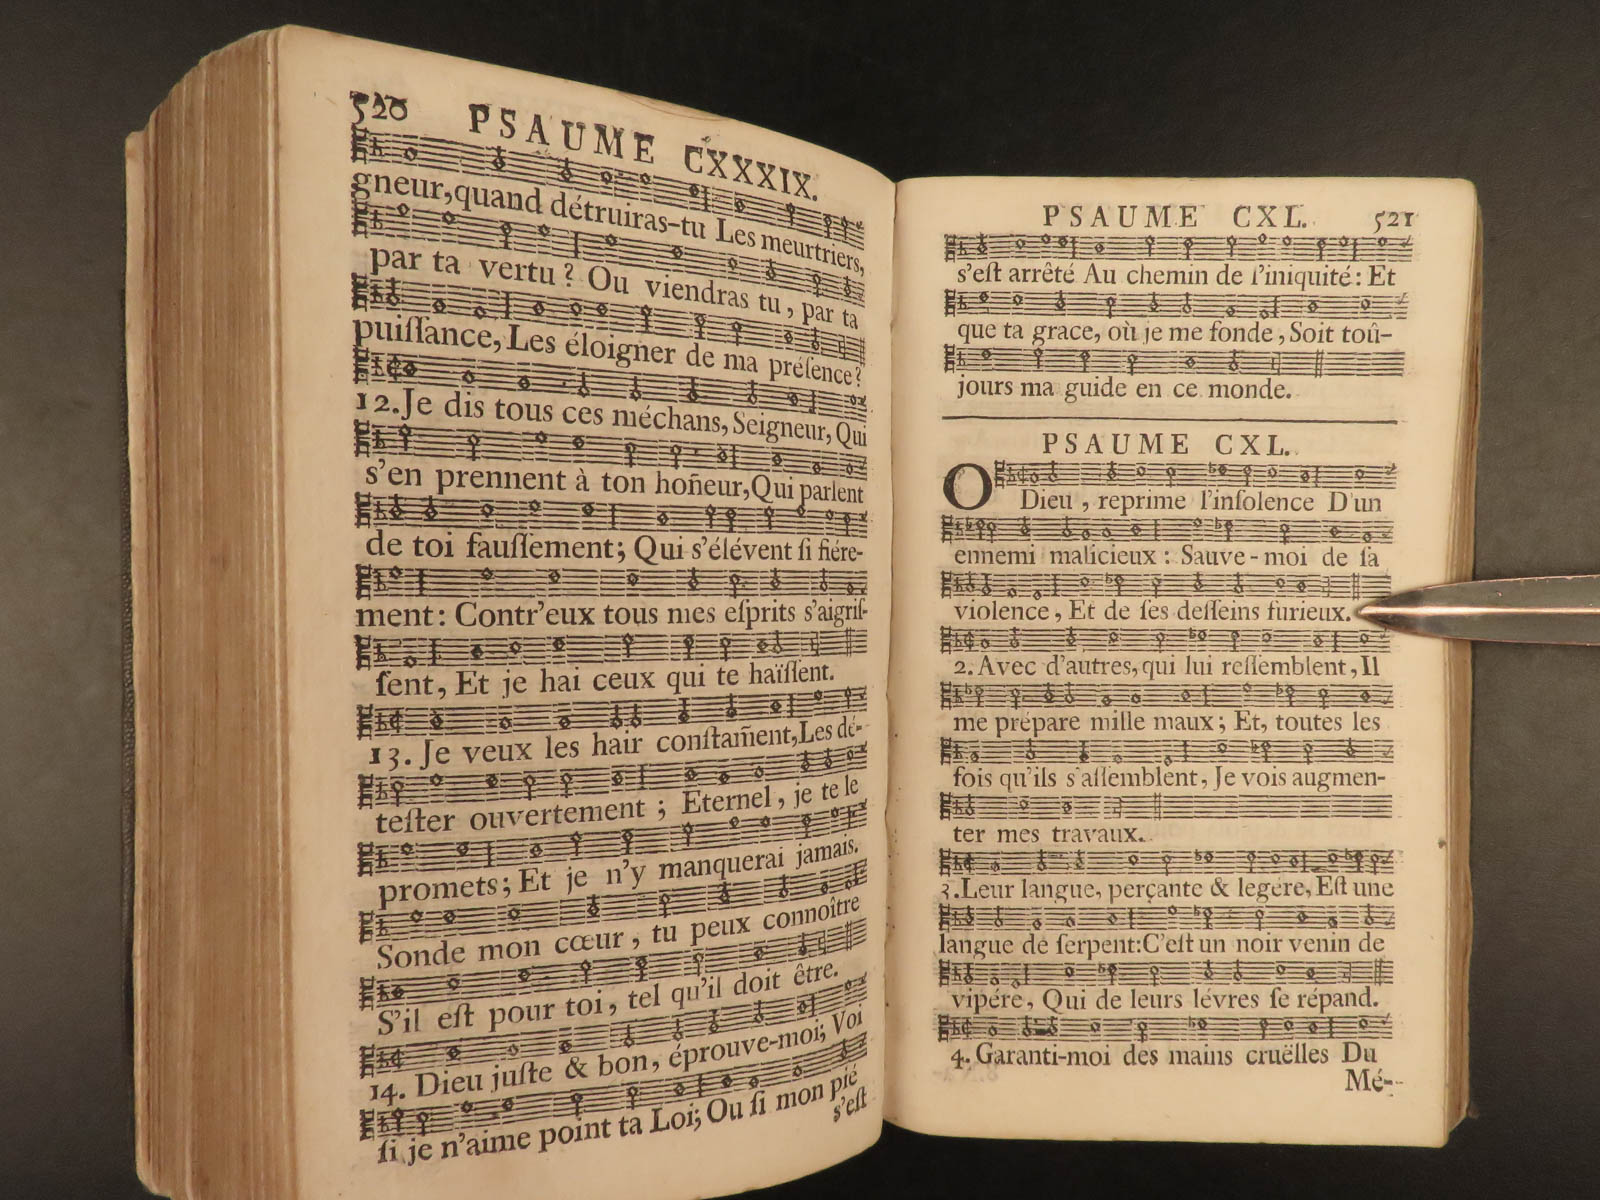 520 PSAUME CXXXIX.
gneur, quand détruiras-tu Les meurtriers,
par ta vertu? Ou viendras tu, par ta
puiſſance, Les éloigner de ma préſence?
12. Je dis tous ces méchans, Seigneur, Qui
s'en prennent à ton hoñeur, Qui parlent
de toi fauſſement; Qui s'élévent ſi fiére-
ment: Contr'eux tous mes eſprits s'aigriſ-
ſent, Et je hai ceux qui te haïſſent.
13. Je veux les hair conſtam̃ent, Les dé-
teſter ouvertement; Eternel, je te le
promets; Et je n'y manquerai jamais.
Sonde mon cœur, tu peux connoître
S'il eſt pour toi, tel qu'il doit être.
14. Dieu juſte & bon, éprouve-moi; Voi
ſi je n'aime point ta Loi; Ou ſi mon pié
s'eſt
PSAUME CXL. 521
s'eſt arrêté Au chemin de l'iniquité: Et
que ta grace, où je me fonde, Soit toû-
jours ma guide en ce monde.
PSAUME CXL.
O Dieu, reprime l'inſolence D'un
ennemi malicieux: Sauve-moi de ſa
violence, Et de ſes deſſeins furieux.
2. Avec d'autres, qui lui reſſemblent, Il
me prépare mille maux; Et, toutes les
fois qu'ils s'aſſemblent, Je vois augmen-
ter mes travaux.
3. Leur langue, perçante & legére, Eſt une
langue de ſerpent: C'eſt un noir venin de
vipére, Qui de leurs lévres ſe répand.
4. Garanti-moi des mains cruëlles Du
Mé-